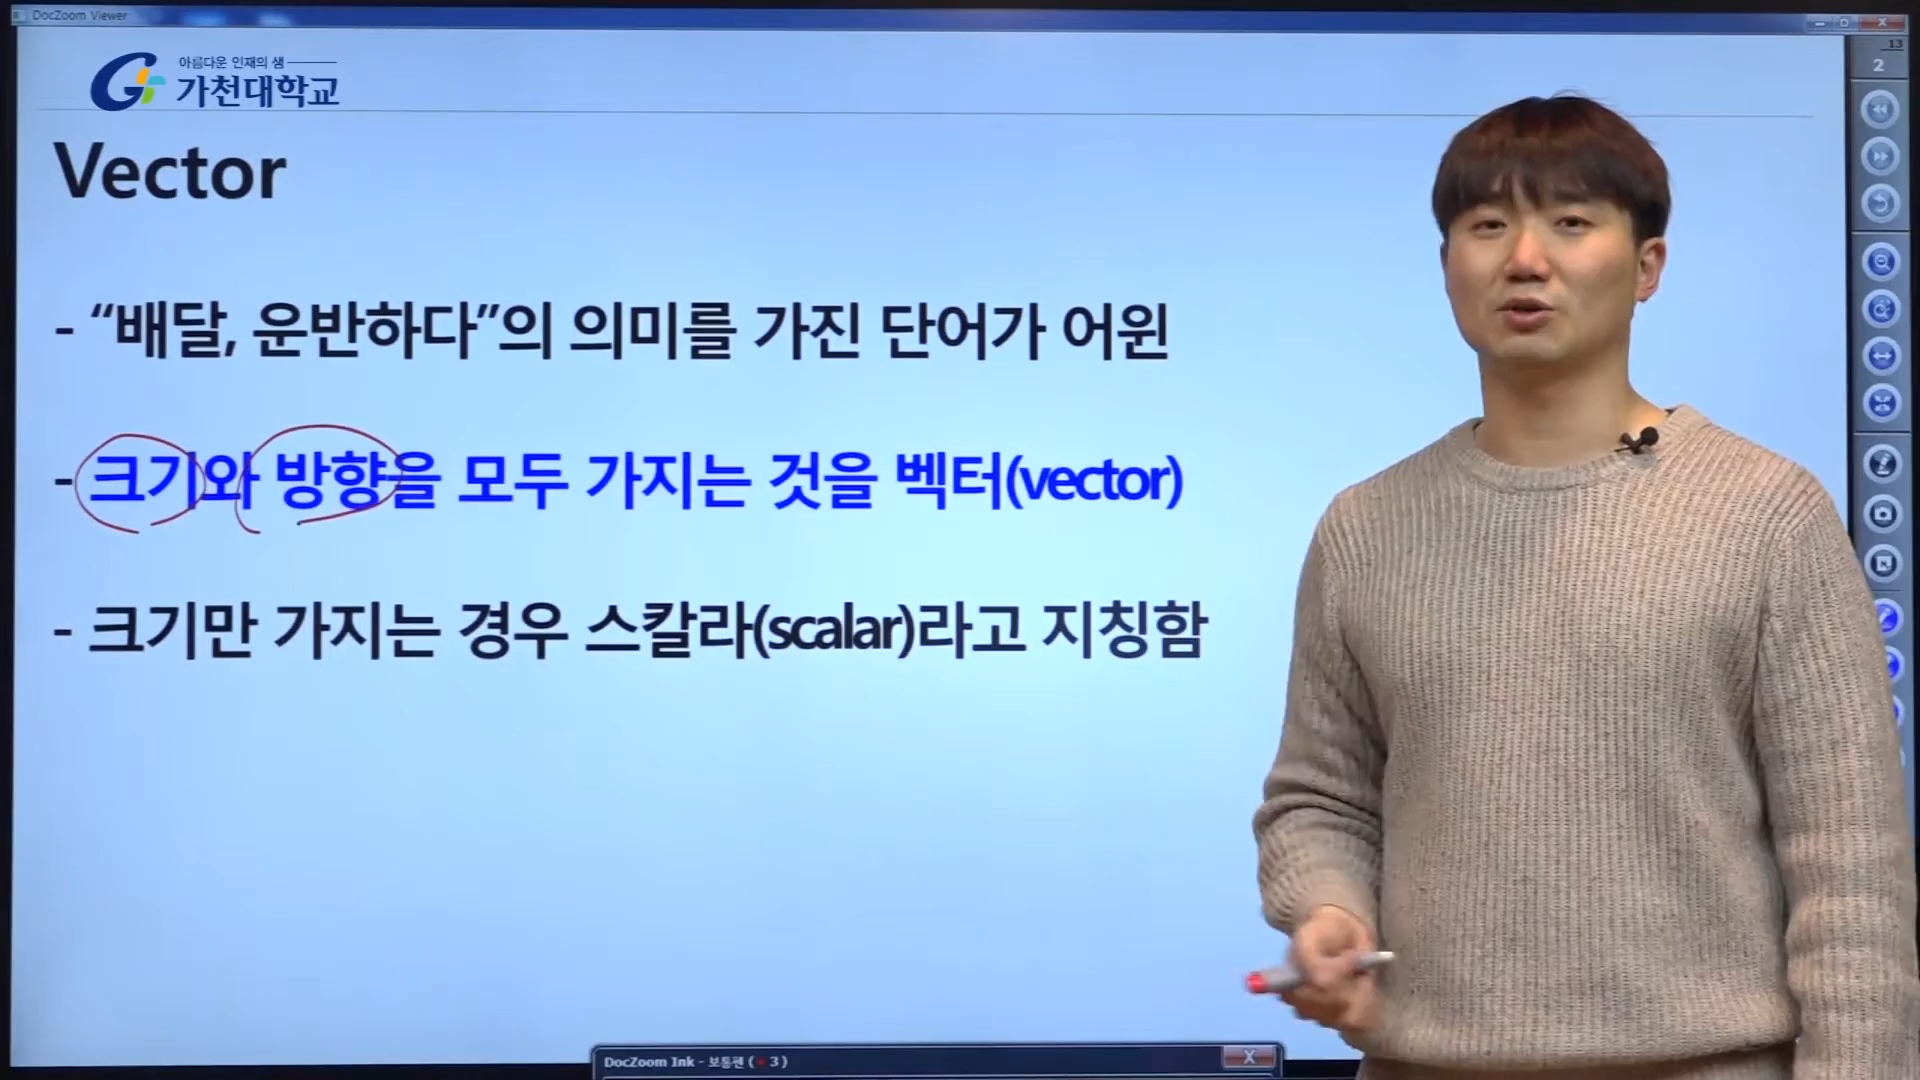 DocZoom Viewer
13
2
아름다운 인재의 샘
가천대학교
Vector
- “배달, 운반하다”의 의미를 가진 단어가 어윈
- 크기와 방향을 모두 가지는 것을 벡터(vector)
- 크기만 가지는 경우 스칼라(scalar)라고 지칭함
DocZoom Ink - 보통펜 ( 3 )